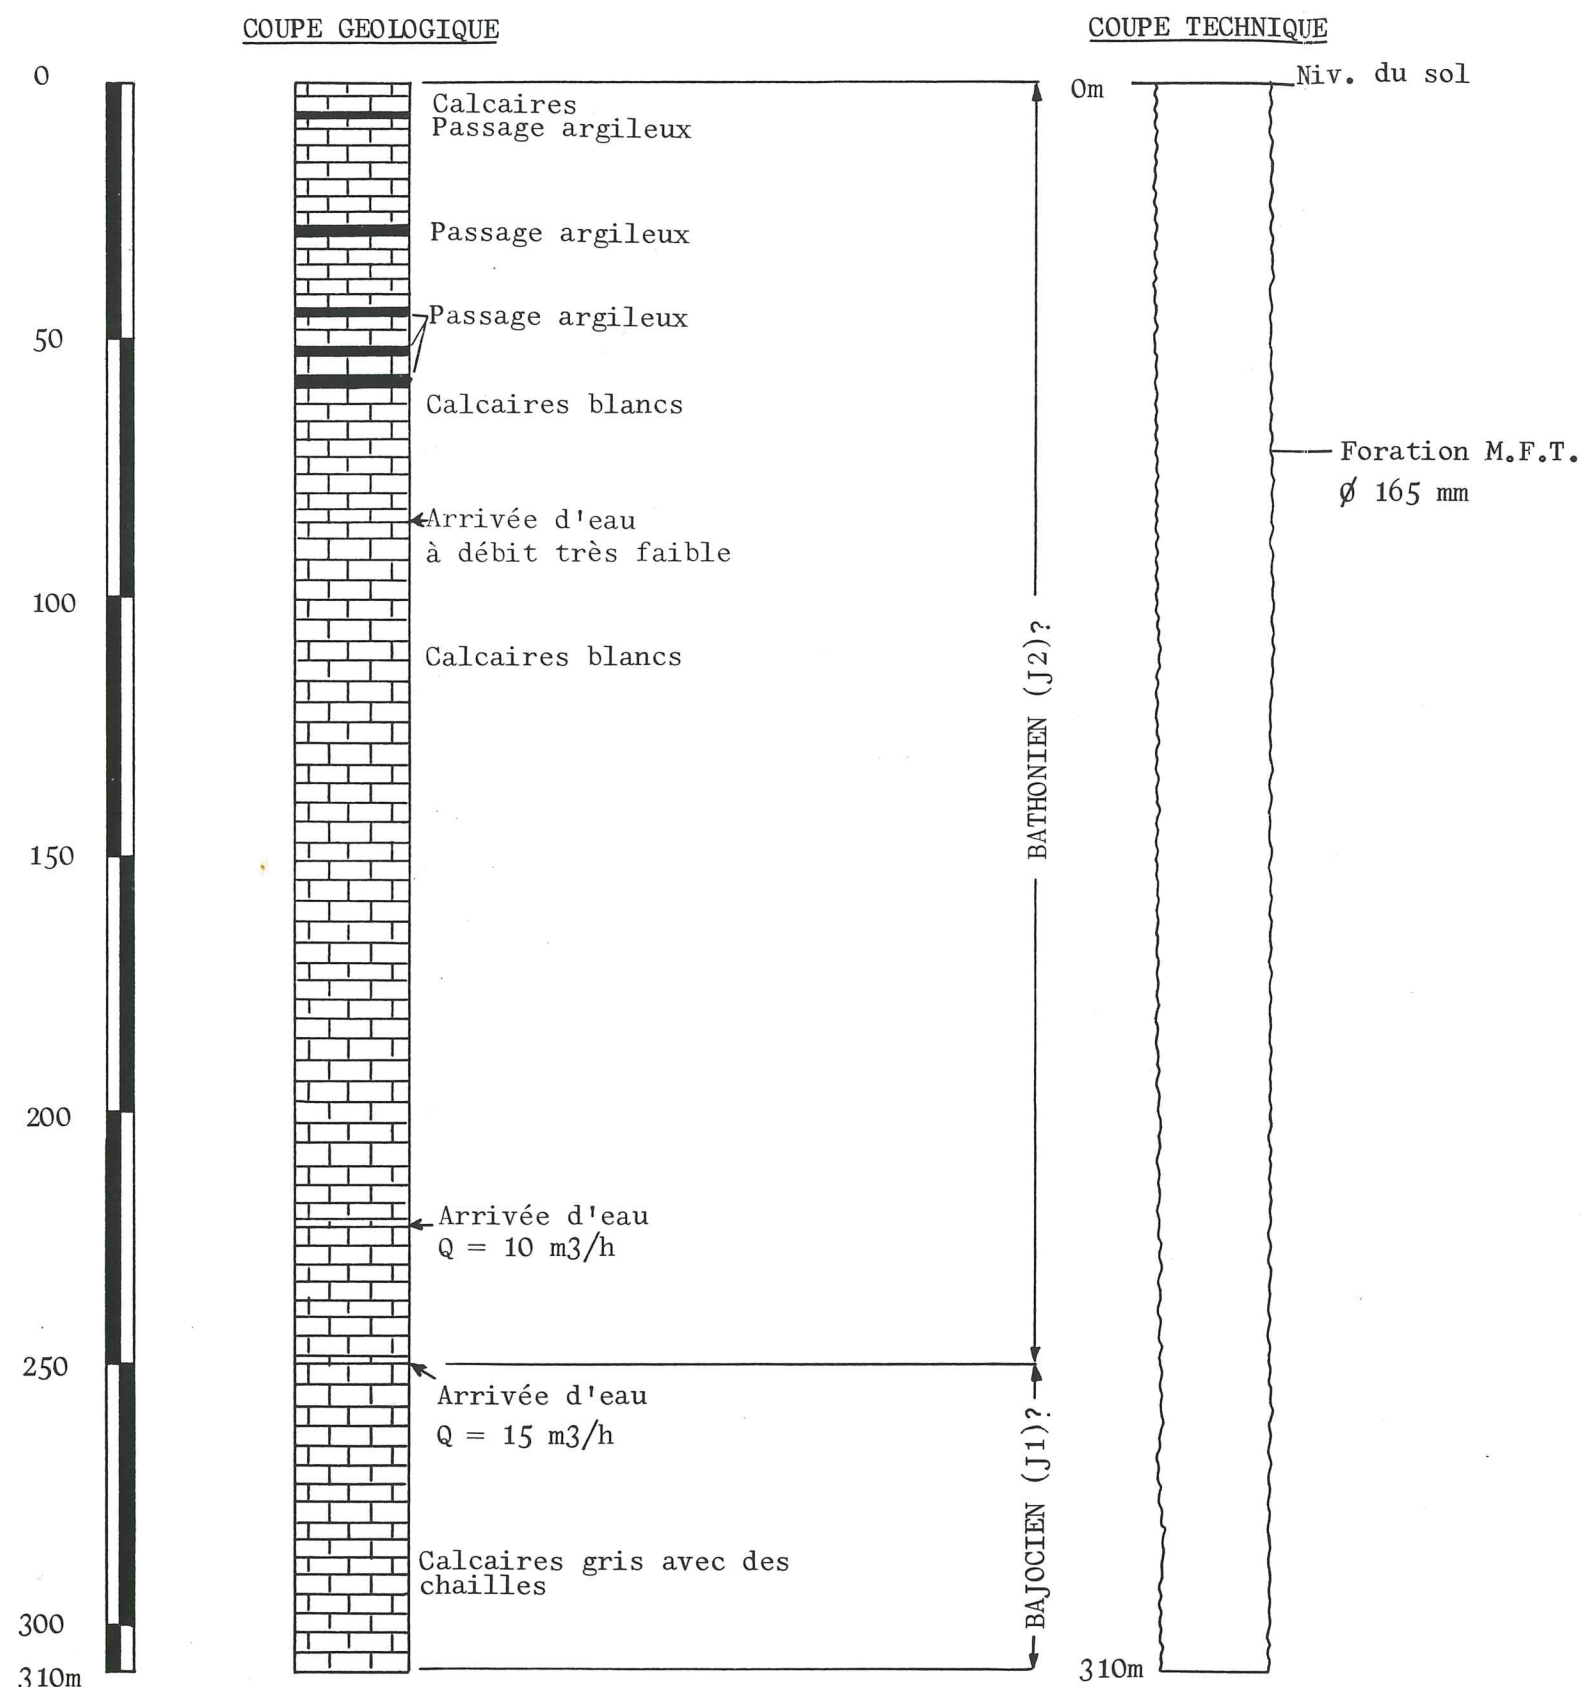 COUPE GEOLOGIQUE
COUPE TECHNIQUE
0
Niv. du sol
0m
Calcaires
Passage argileux
Passage argileux
Passage argileux
50
Calcaires blancs
Foration M.F.T.
Ø 165 mm
Arrivée d'eau
à débit très faible
100
Calcaires blancs
BATHONIEN (J2)?
150
200
Arrivée d'eau
Q = 10 m3/h
250
Arrivée d'eau
Q = 15 m3/h
BAJOCIEN (J1)?
Calcaires gris avec des
chailles
300
310m
310m